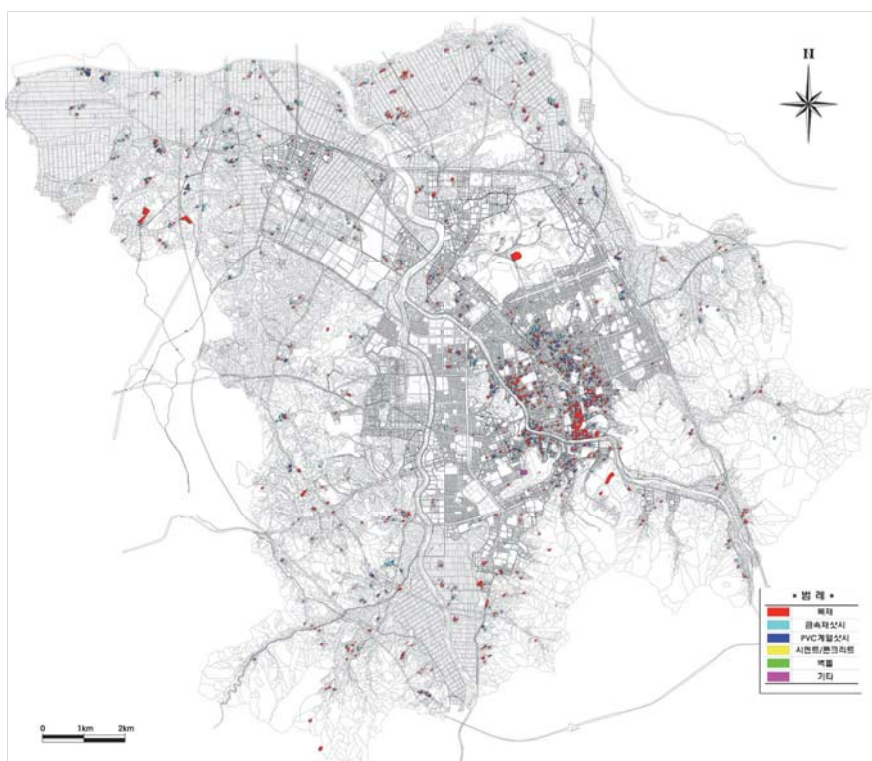 N
• 범 례 •
목재
금속재샷시
PVC계열샷시
시멘트/콘크리트
벽돌
기타
0 1km 2km